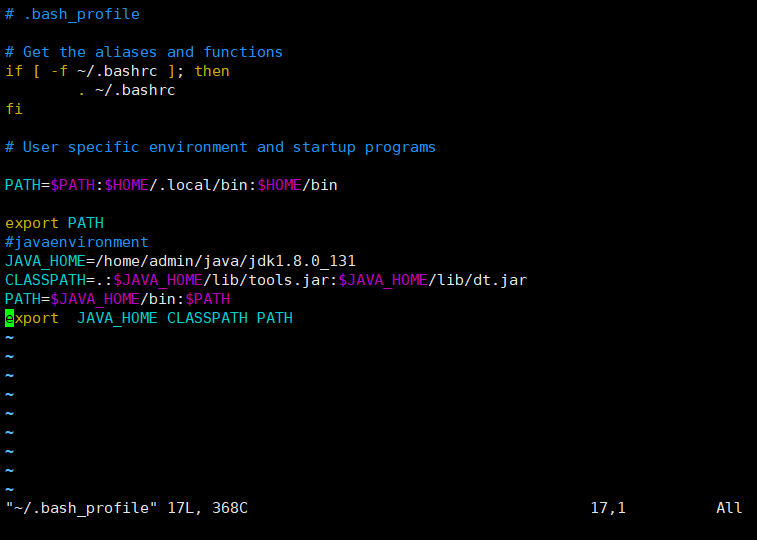 # .bash_profile
# Get the aliases and functions
if [ -f ~/.bashrc ]; then
        . ~/.bashrc
fi
# User specific environment and startup programs
PATH=$PATH:$HOME/.local/bin:$HOME/bin
export PATH
#javaenvironment
JAVA_HOME=/home/admin/java/jdk1.8.0_131
CLASSPATH=.:$JAVA_HOME/lib/tools.jar:$JAVA_HOME/lib/dt.jar
PATH=$JAVA_HOME/bin:$PATH
export  JAVA_HOME CLASSPATH PATH
~
~
~
~
~
~
~
~
~
"~/.bash_profile" 17L, 368C 17,1 All